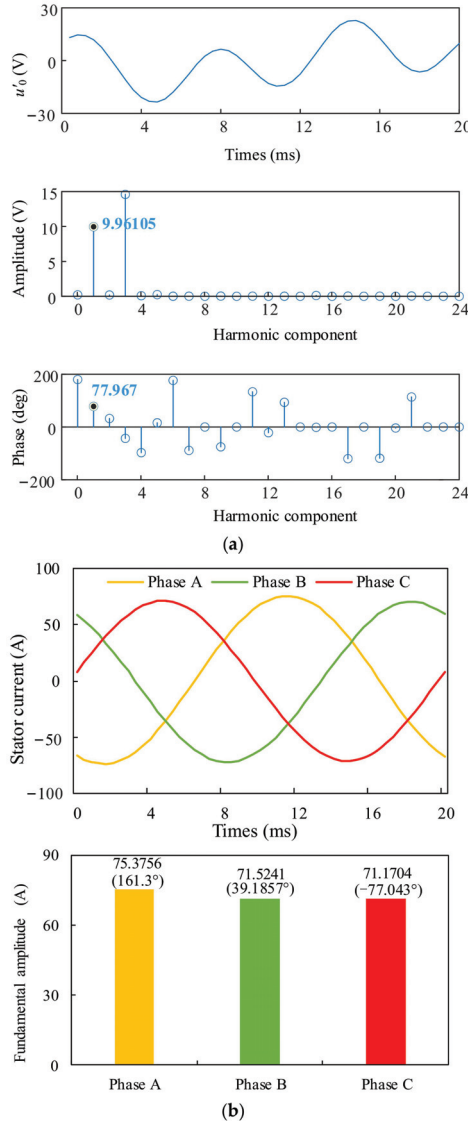 u'₀ (V)
0
−30
0 4 8 12 16 20
Times (ms)
Amplitude (V)
15
10
5
0
9.96105
0 4 8 12 16 20 24
Harmonic component
Phase (deg)
200
0
−200
77.967
0 4 8 12 16 20 24
Harmonic component
(a)
Stator current (A)
100
50
0
−50
−100
Phase A Phase B Phase C
0 4 8 12 16 20
Times (ms)
Fundamental amplitude (A)
90
60
30
0
75.3756
(161.3°)
71.5241
(39.1857°)
71.1704
(−77.043°)
Phase A Phase B Phase C
(b)